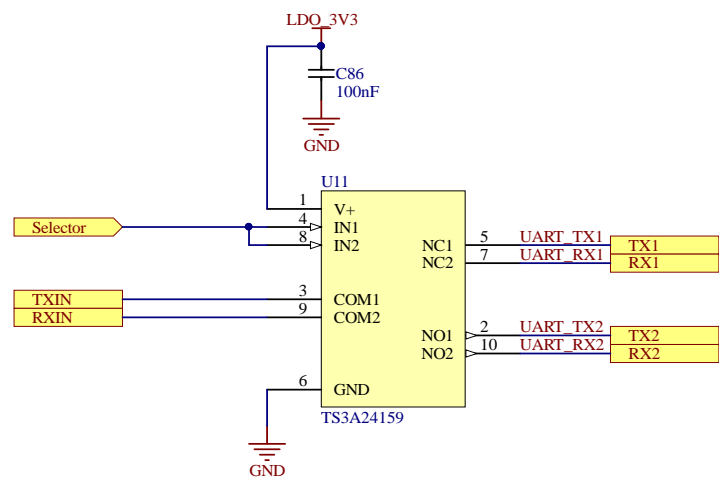 LDO_3V3
C86
100nF
GND
U11
1 V+
Selector 4 IN1
8 IN2
NC1 5 UART_TX1 TX1
NC2 7 UART_RX1 RX1
TXIN 3 COM1
RXIN 9 COM2
NO1 2 UART_TX2 TX2
NO2 10 UART_RX2 RX2
6 GND
TS3A24159
GND